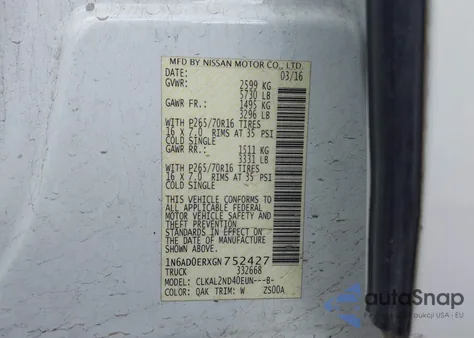 MFD BY NISSAN MOTOR CO., LTD.
DATE: 03/16
GVWR: 2599 KG
5730 LB
GAWR FR.: 1495 KG
3296 LB
WITH P265/70R16 TIRES
16 X 7.0 RIMS AT 35 PSI
COLD SINGLE
GAWR RR.: 1511 KG
3331 LB
WITH P265/70R16 TIRES
16 X 7.0 RIMS AT 35 PSI
COLD SINGLE
THIS VEHICLE CONFORMS TO
ALL APPLICABLE FEDERAL
MOTOR VEHICLE SAFETY AND
THEFT PREVENTION
STANDARDS IN EFFECT ON
THE DATE OF MANUFACTURE
SHOWN ABOVE.
1N6AD0ERXGN752427
TRUCK 332668
MODEL: CLKAL2ND40EUN---B-
COLOR: QAK TRIM: W ZS00A
autoSnap
aukcji USA & EU